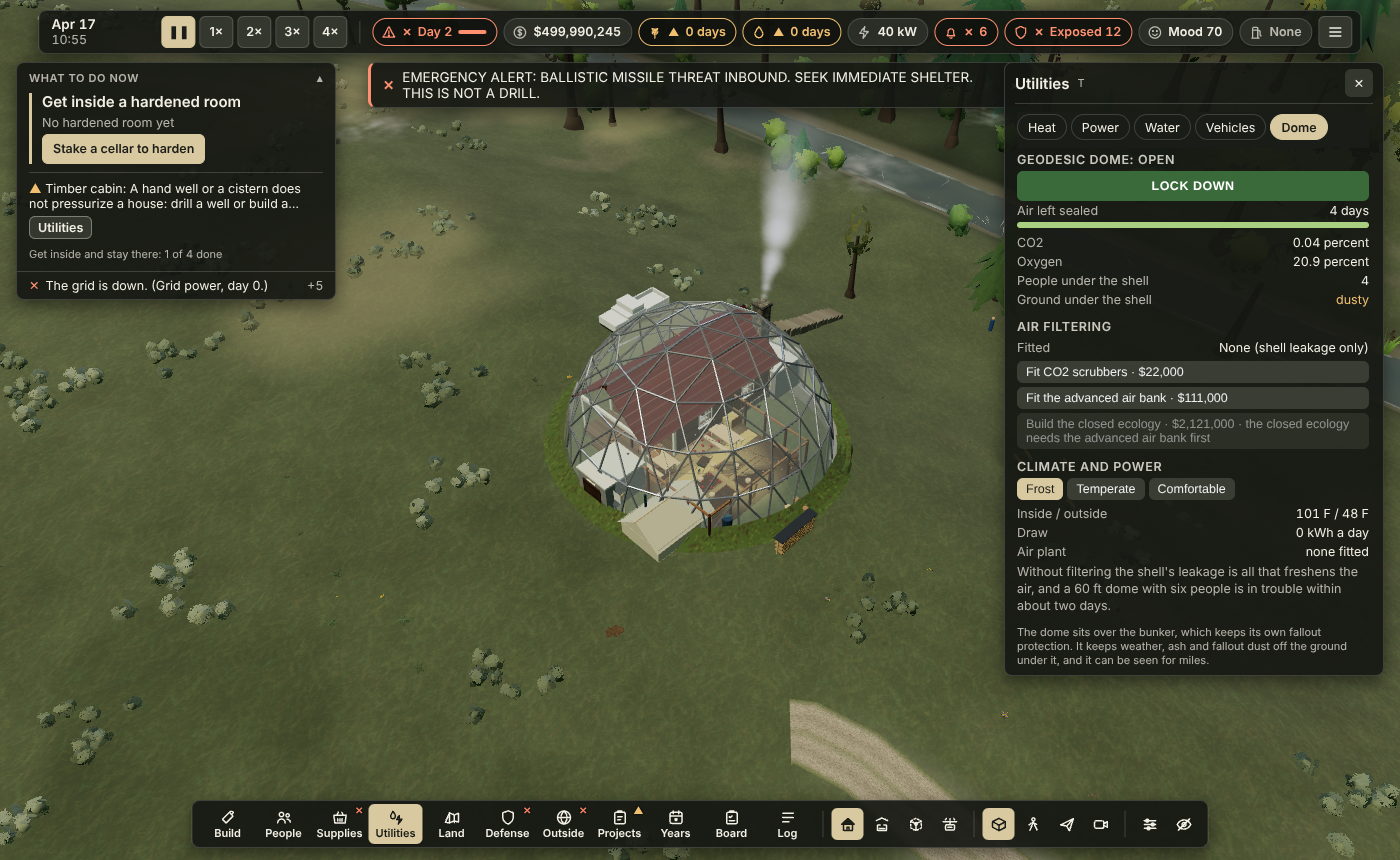 Apr 17
10:55
1×
2×
3×
4×
× Day 2
$499,990,245
0 days
0 days
40 kW
× 6
× Exposed 12
Mood 70
None
WHAT TO DO NOW
Get inside a hardened room
No hardened room yet
Stake a cellar to harden
Timber cabin: A hand well or a cistern does
not pressurize a house: drill a well or build a...
Utilities
Get inside and stay there: 1 of 4 done
× The grid is down. (Grid power, day 0.) +5
× EMERGENCY ALERT: BALLISTIC MISSILE THREAT INBOUND. SEEK IMMEDIATE SHELTER.
THIS IS NOT A DRILL.
Utilities T
×
Heat
Power
Water
Vehicles
Dome
GEODESIC DOME: OPEN
LOCK DOWN
Air left sealed 4 days
CO2 0.04 percent
Oxygen 20.9 percent
People under the shell 4
Ground under the shell dusty
AIR FILTERING
Fitted None (shell leakage only)
Fit CO2 scrubbers · $22,000
Fit the advanced air bank · $111,000
Build the closed ecology · $2,121,000 · the closed ecology
needs the advanced air bank first
CLIMATE AND POWER
Frost
Temperate
Comfortable
Inside / outside 101 F / 48 F
Draw 0 kWh a day
Air plant none fitted
Without filtering the shell's leakage is all that freshens the
air, and a 60 ft dome with six people is in trouble within
about two days.
The dome sits over the bunker, which keeps its own fallout
protection. It keeps weather, ash and fallout dust off the ground
under it, and it can be seen for miles.
Build
People
Supplies
Utilities
Land
Defense
Outside
Projects
Years
Board
Log